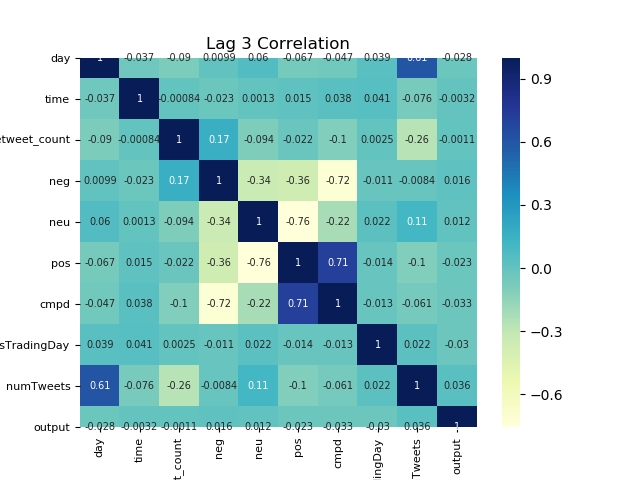 Lag 3 Correlation
day 1 -0.037 -0.09 0.0099 0.06 -0.067 -0.047 0.039 0.61 -0.028
time -0.037 1 -0.00084 -0.023 0.0013 0.015 0.038 0.041 -0.076 -0.0032
etweet_count -0.09 -0.00084 1 0.17 -0.094 -0.022 -0.1 0.0025 -0.26 -0.0011
neg 0.0099 -0.023 0.17 1 -0.34 -0.36 -0.72 -0.011 -0.0084 0.016
neu 0.06 0.0013 -0.094 -0.34 1 -0.76 -0.22 0.022 0.11 0.012
pos -0.067 0.015 -0.022 -0.36 -0.76 1 0.71 -0.014 -0.1 -0.023
cmpd -0.047 0.038 -0.1 -0.72 -0.22 0.71 1 -0.013 -0.061 -0.033
sTradingDay 0.039 0.041 0.0025 -0.011 0.022 -0.014 -0.013 1 0.022 -0.03
numTweets 0.61 -0.076 -0.26 -0.0084 0.11 -0.1 -0.061 0.022 1 0.036
output -0.028 -0.0032 -0.0011 0.016 0.012 -0.023 -0.033 -0.03 0.036 1
day time t_count neg neu pos cmpd ingDay Tweets output
0.9
0.6
0.3
0.0
−0.3
−0.6